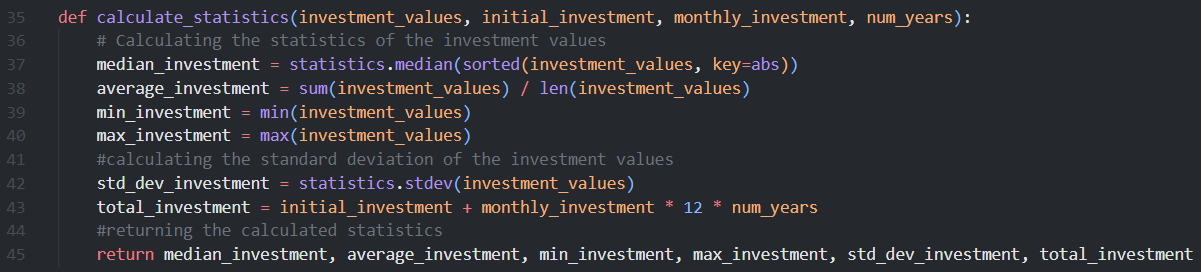 35 def calculate_statistics(investment_values, initial_investment, monthly_investment, num_years):
36 # Calculating the statistics of the investment values
37 median_investment = statistics.median(sorted(investment_values, key=abs))
38 average_investment = sum(investment_values) / len(investment_values)
39 min_investment = min(investment_values)
40 max_investment = max(investment_values)
41 #calculating the standard deviation of the investment values
42 std_dev_investment = statistics.stdev(investment_values)
43 total_investment = initial_investment + monthly_investment * 12 * num_years
44 #returning the calculated statistics
45 return median_investment, average_investment, min_investment, max_investment, std_dev_investment, total_investment